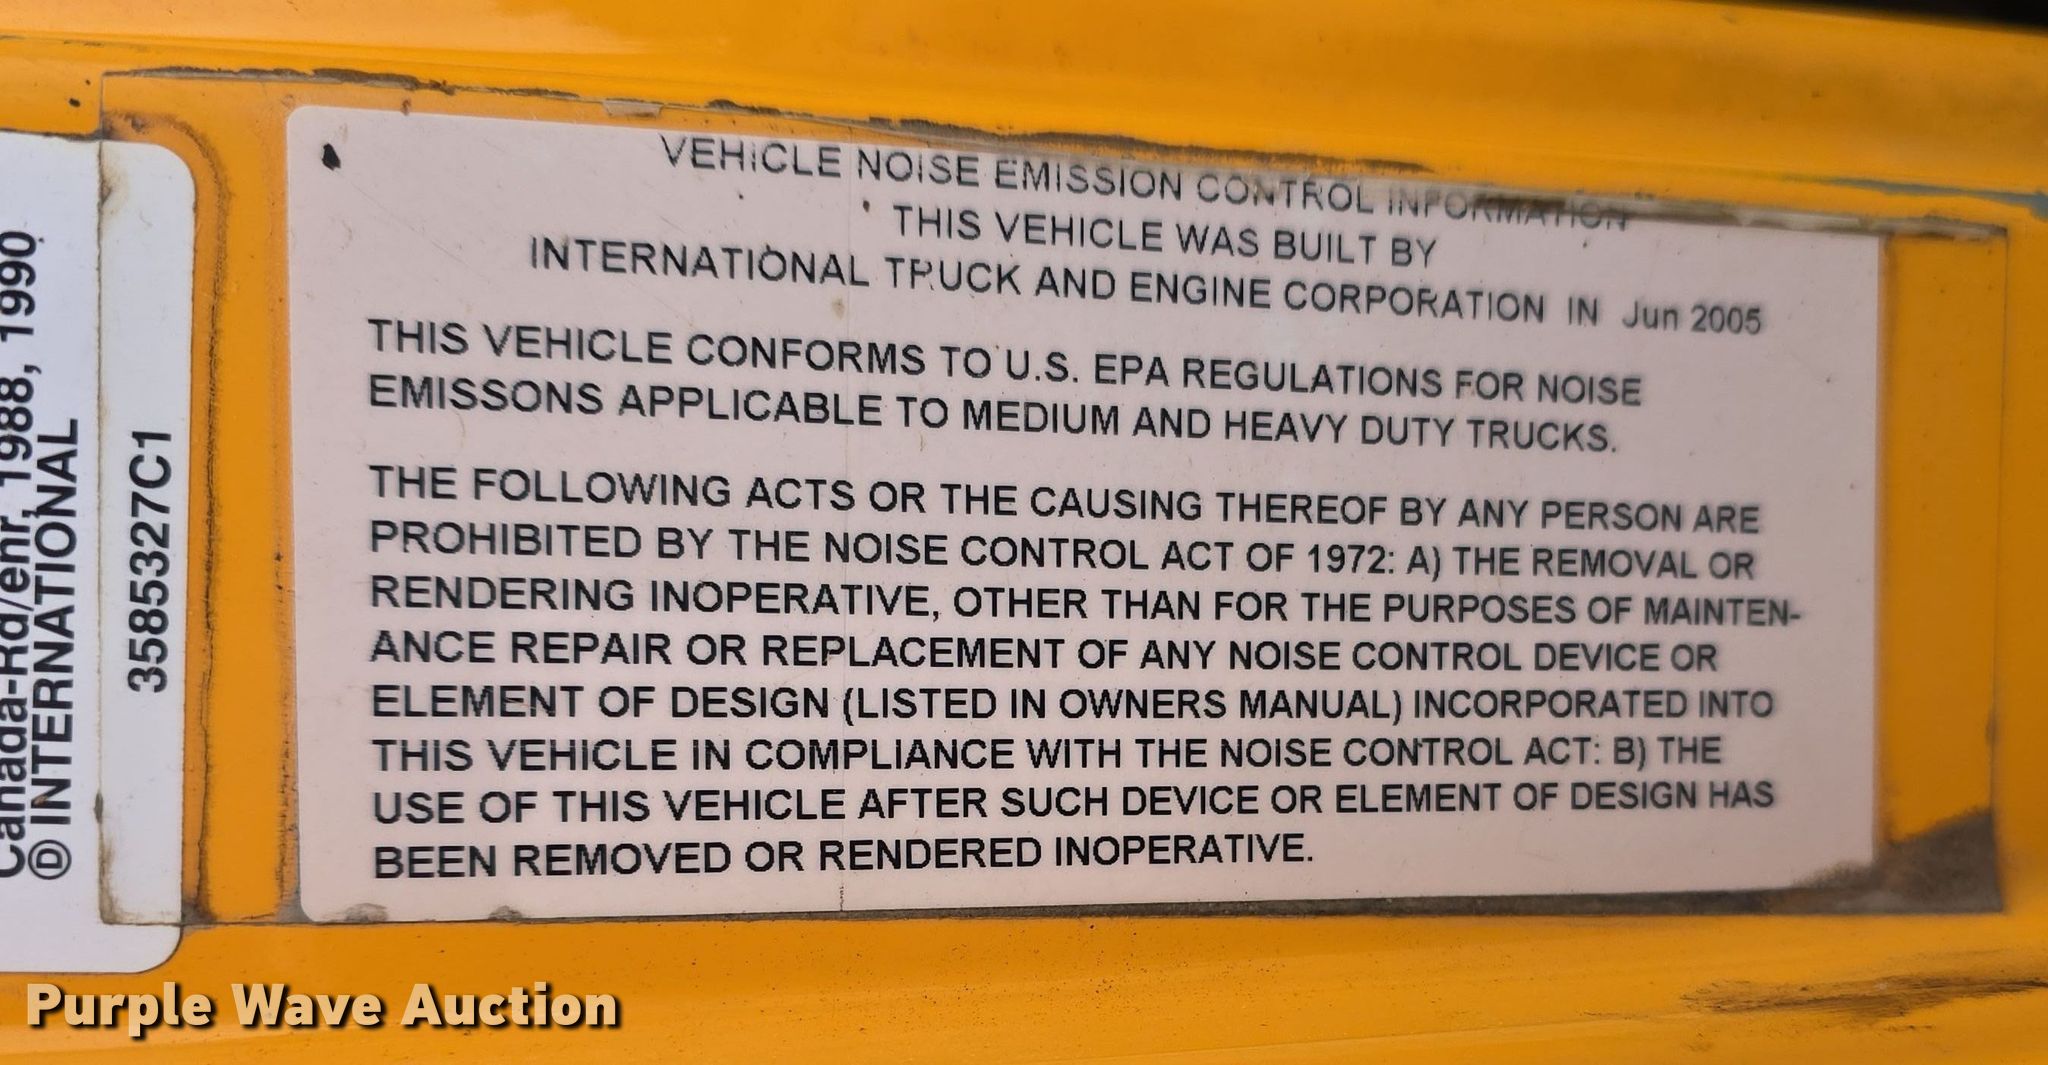 Canada-Rd/enr, 1988, 1990
Ⓓ INTERNATIONAL
3585327C1
VEHICLE NOISE EMISSION CONTROL INFORMATION
THIS VEHICLE WAS BUILT BY
INTERNATIONAL TRUCK AND ENGINE CORPORATION IN Jun 2005
THIS VEHICLE CONFORMS TO U.S. EPA REGULATIONS FOR NOISE
EMISSONS APPLICABLE TO MEDIUM AND HEAVY DUTY TRUCKS.
THE FOLLOWING ACTS OR THE CAUSING THEREOF BY ANY PERSON ARE
PROHIBITED BY THE NOISE CONTROL ACT OF 1972: A) THE REMOVAL OR
RENDERING INOPERATIVE, OTHER THAN FOR THE PURPOSES OF MAINTEN-
ANCE REPAIR OR REPLACEMENT OF ANY NOISE CONTROL DEVICE OR
ELEMENT OF DESIGN (LISTED IN OWNERS MANUAL) INCORPORATED INTO
THIS VEHICLE IN COMPLIANCE WITH THE NOISE CONTROL ACT: B) THE
USE OF THIS VEHICLE AFTER SUCH DEVICE OR ELEMENT OF DESIGN HAS
BEEN REMOVED OR RENDERED INOPERATIVE.
Purple Wave Auction